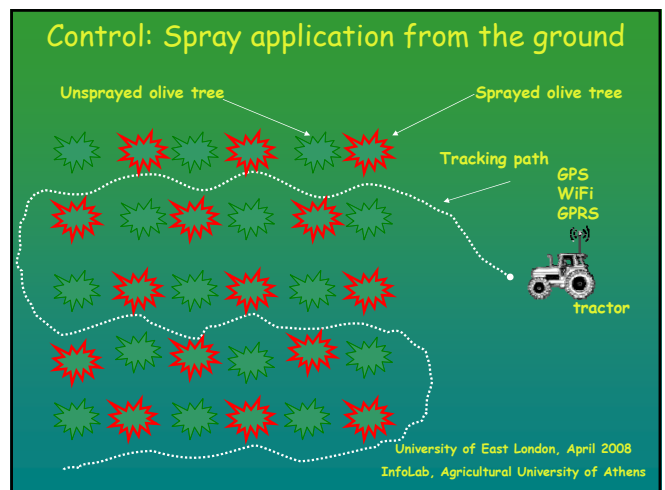 Control: Spray application from the ground
Unsprayed olive tree
Sprayed olive tree
Tracking path
GPS
WiFi
GPRS
tractor
University of East London, April 2008
InfoLab, Agricultural University of Athens